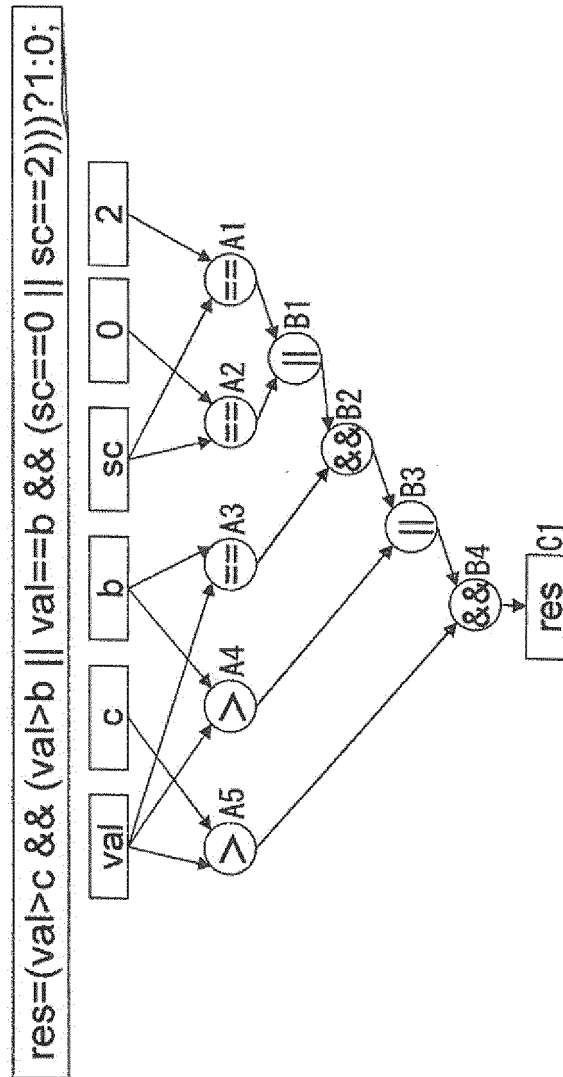 res=(val>c && (val>b || val==b && (sc==0 || sc==2)))?1:0;
val
c
b
sc
0
2
> A5
> A4
== A3
== A2
== A1
|| B1
&& B2
|| B3
&& B4
res C1